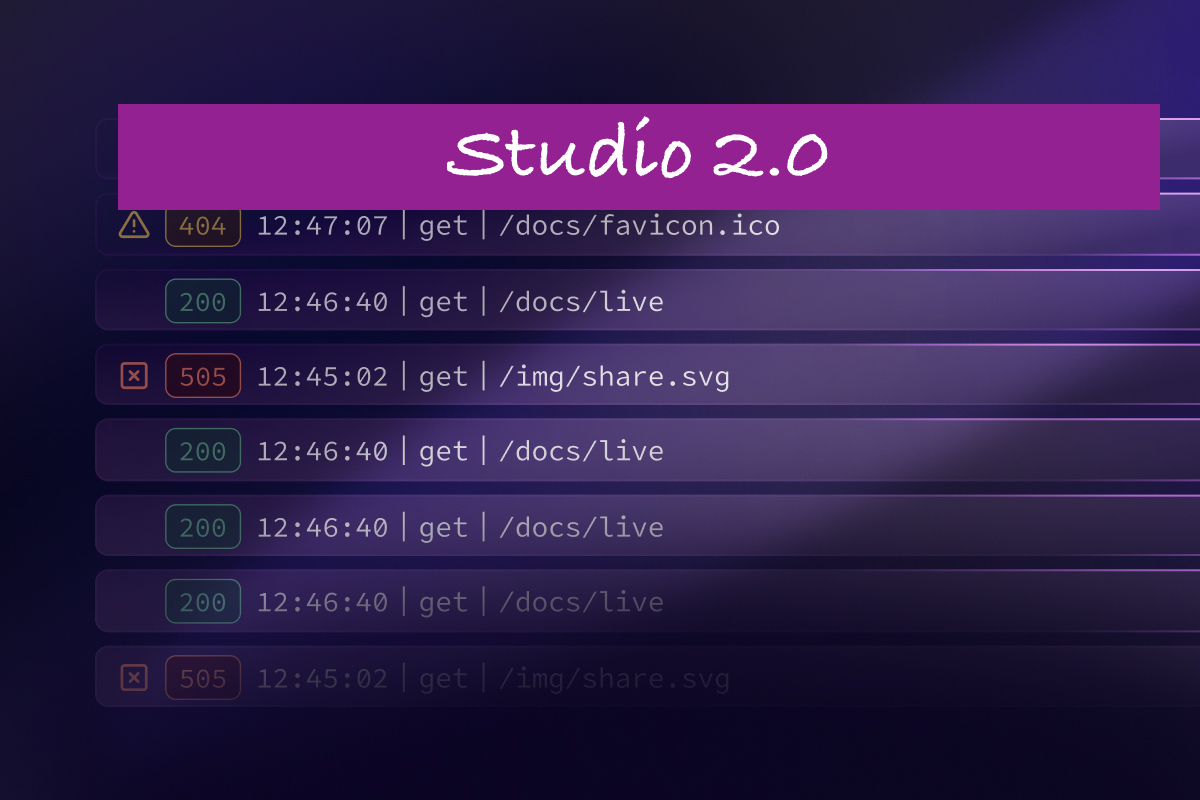 Studio 2.0
404 12:47:07 | get | /docs/favicon.ico
200 12:46:40 | get | /docs/live
505 12:45:02 | get | /img/share.svg
200 12:46:40 | get | /docs/live
200 12:46:40 | get | /docs/live
200 12:46:40 | get | /docs/live
505 12:45:02 | get | /img/share.svg